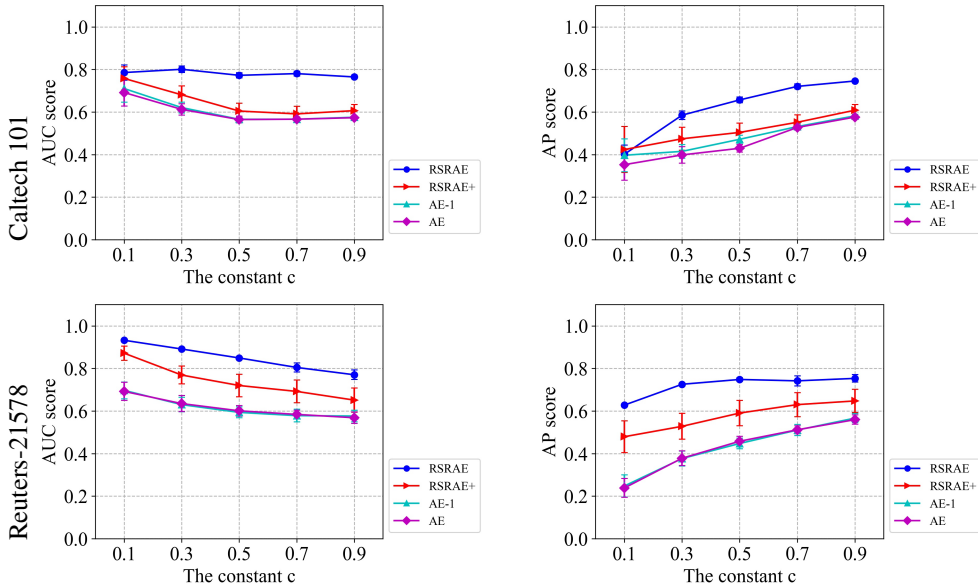 Caltech 101
AUC score
1.0
0.8
0.6
0.4
0.2
0.0
0.1 0.3 0.5 0.7 0.9
The constant c
RSRAE
RSRAE+
AE-1
AE
AP score
1.0
0.8
0.6
0.4
0.2
0.0
0.1 0.3 0.5 0.7 0.9
The constant c
RSRAE
RSRAE+
AE-1
AE
Reuters-21578
AUC score
1.0
0.8
0.6
0.4
0.2
0.0
0.1 0.3 0.5 0.7 0.9
The constant c
RSRAE
RSRAE+
AE-1
AE
AP score
1.0
0.8
0.6
0.4
0.2
0.0
0.1 0.3 0.5 0.7 0.9
The constant c
RSRAE
RSRAE+
AE-1
AE